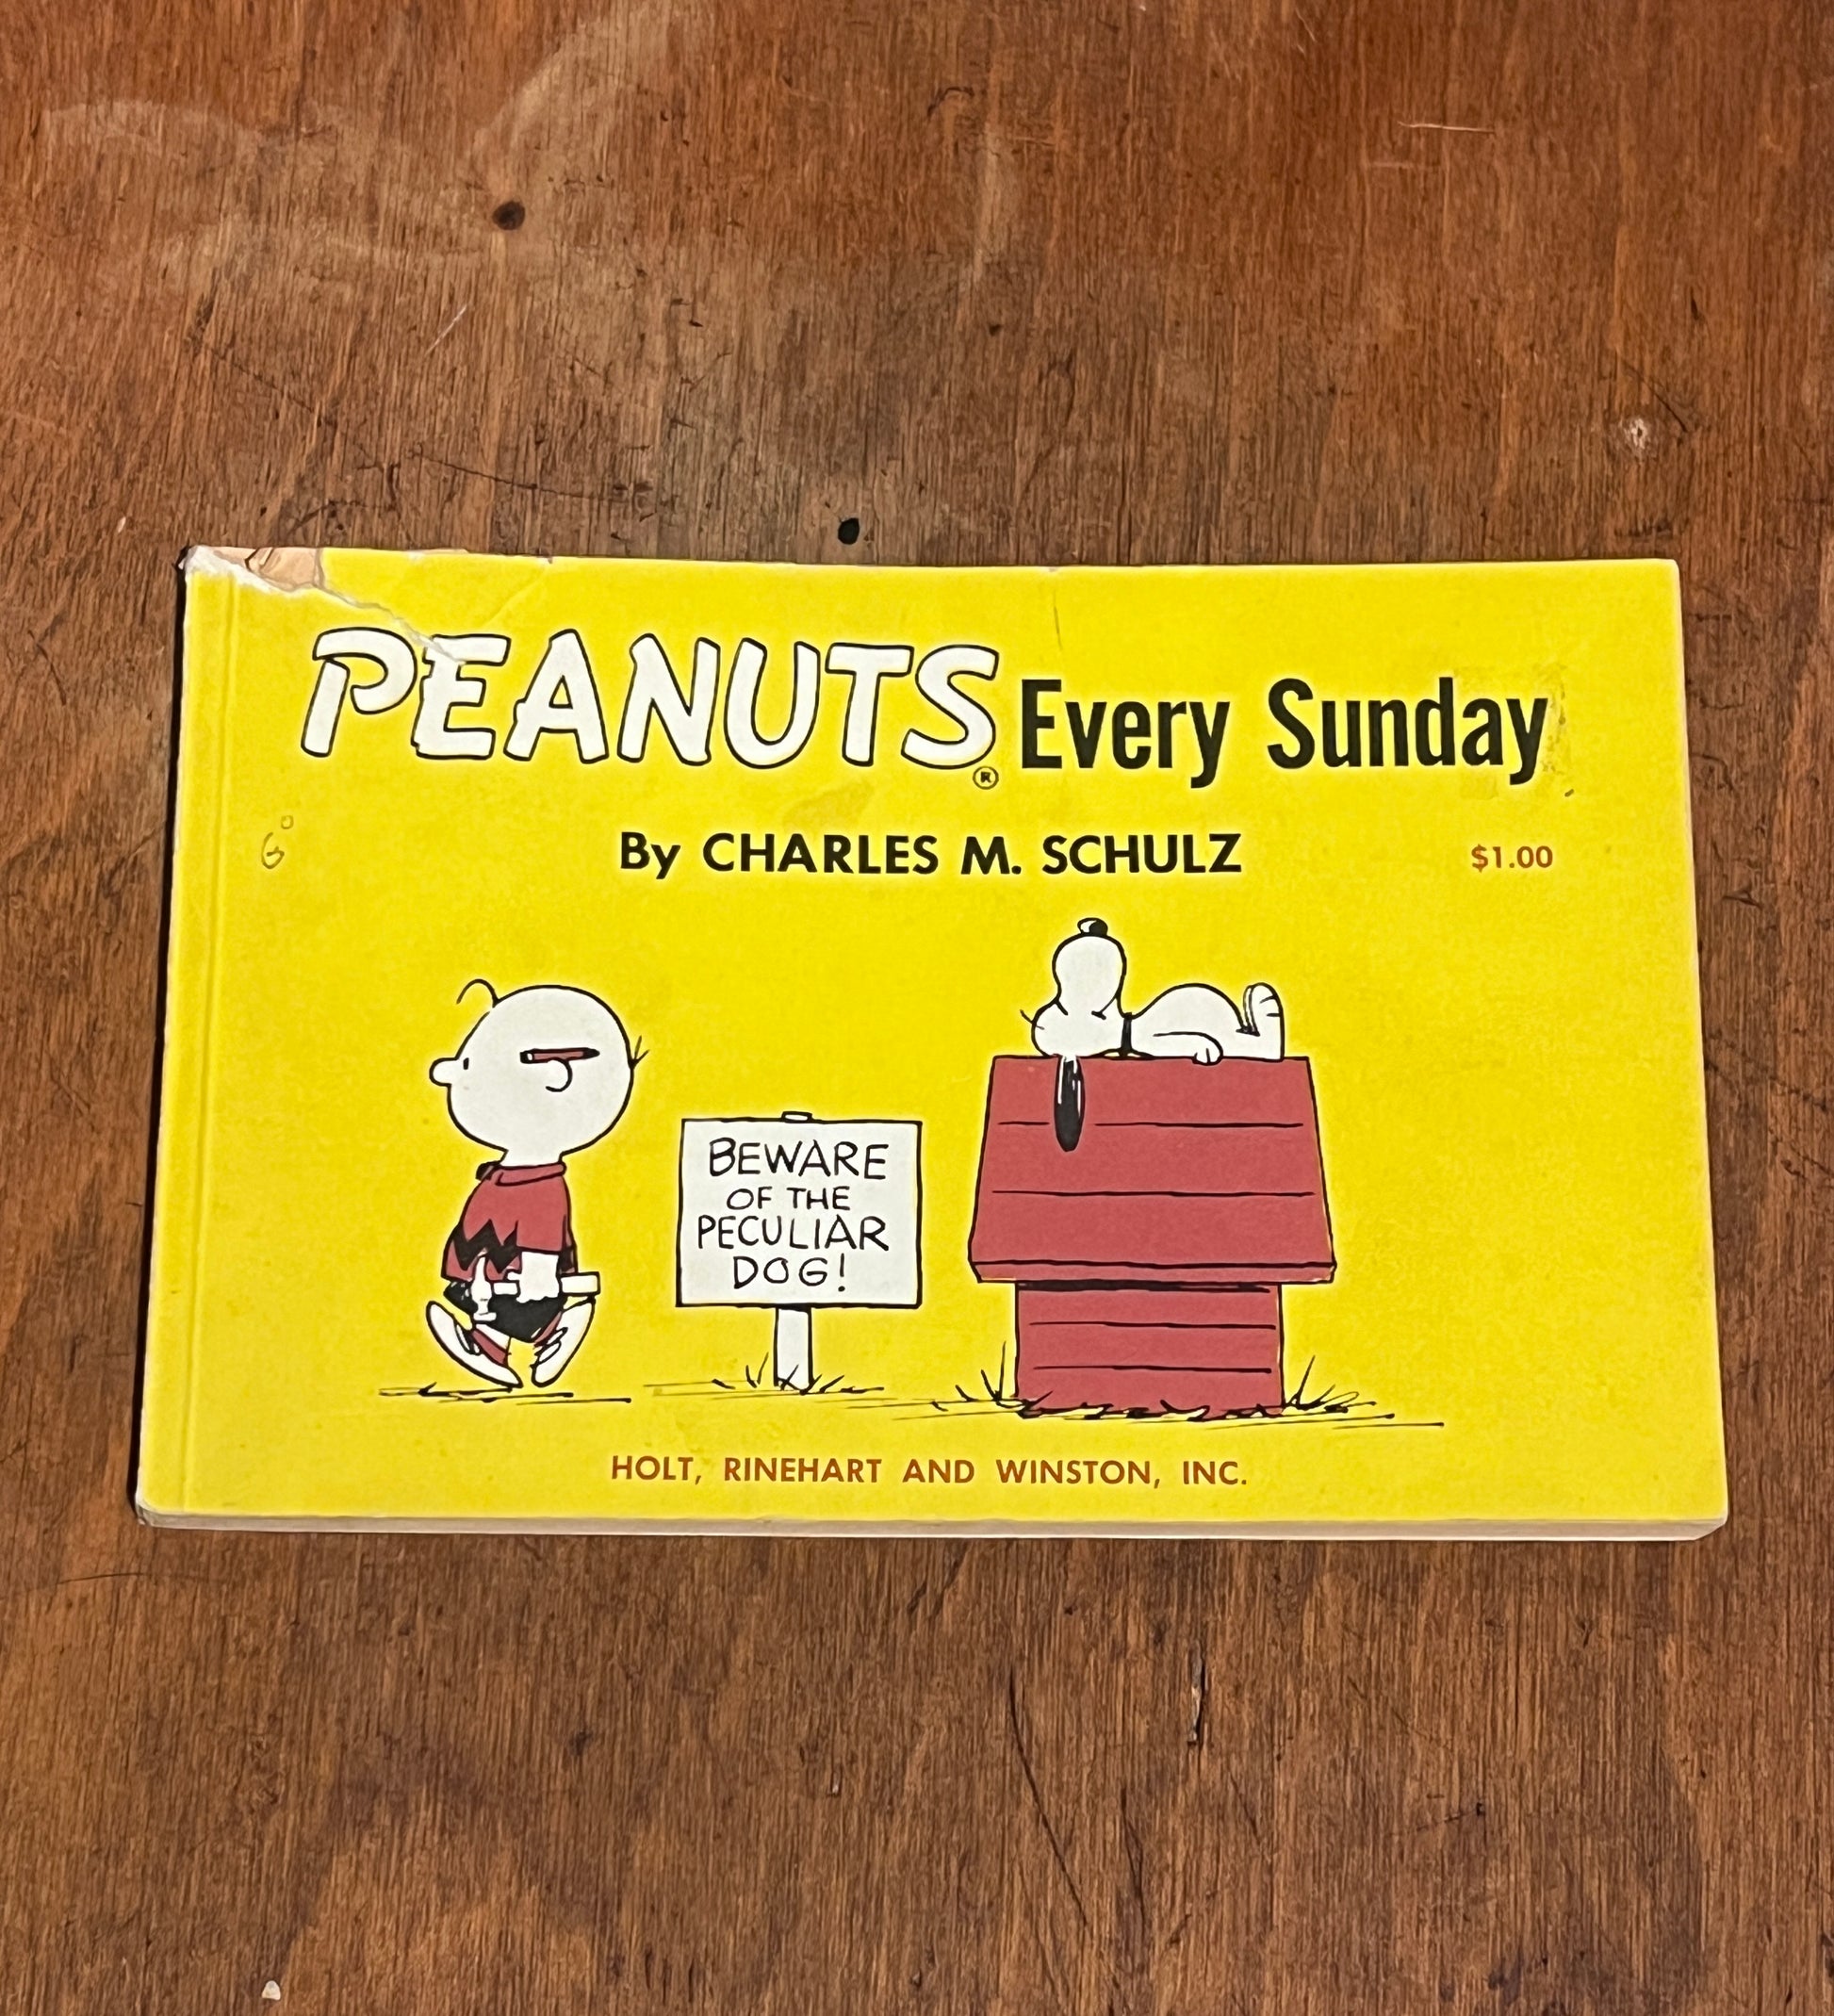 PEANUTS® Every Sunday
By CHARLES M. SCHULZ
$1.00
BEWARE
OF THE
PECULIAR
DOG!
HOLT, RINEHART AND WINSTON, INC.